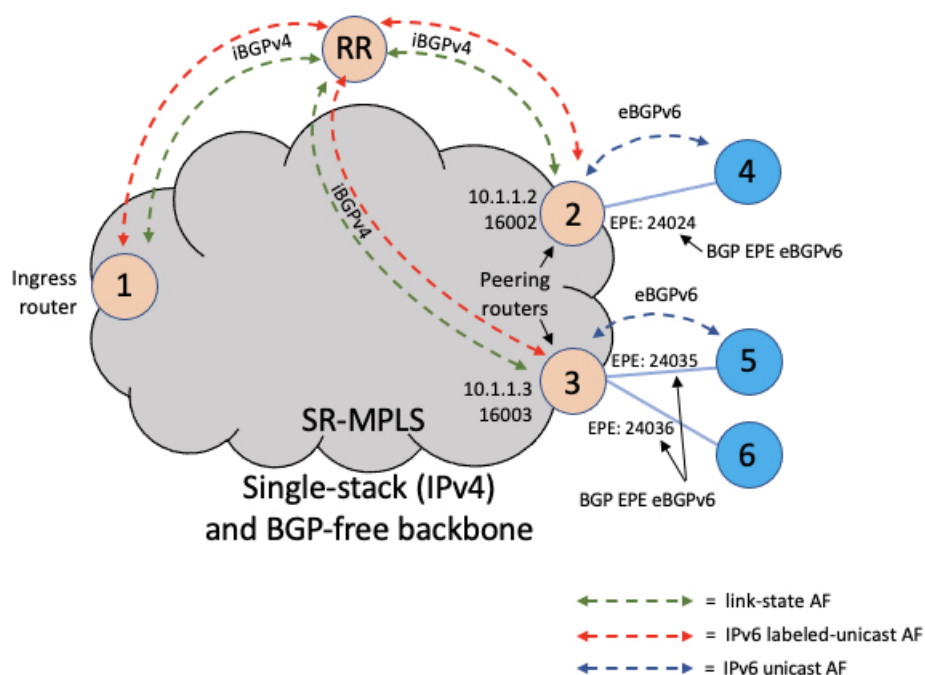 RR
iBGPv4
iBGPv4
eBGPv6
4
10.1.1.2
16002
2
EPE: 24024
BGP EPE eBGPv6
iBGPv4
Ingress
router
1
Peering
routers
eBGPv6
5
EPE: 24035
10.1.1.3
16003
3
EPE: 24036
6
SR-MPLS
BGP EPE eBGPv6
Single-stack (IPv4)
and BGP-free backbone
= link-state AF
= IPv6 labeled-unicast AF
= IPv6 unicast AF